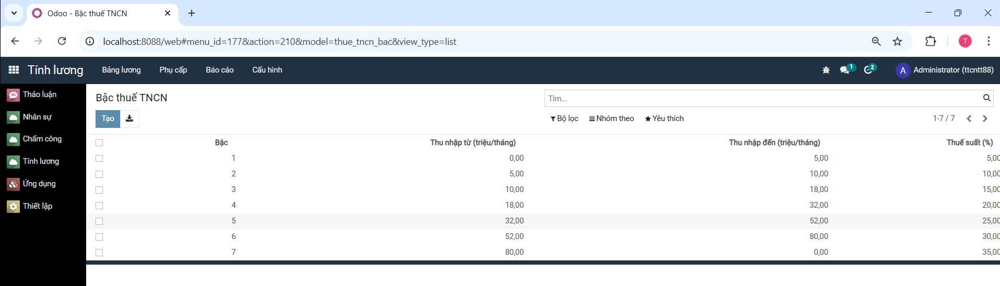 Odoo - Bậc thuế TNCN
localhost:8088/web#menu_id=177&action=210&model=thue_tncn_bac&view_type=list
T
Tính lương Bảng lương Phụ cấp Báo cáo Cấu hình 1 2 A Administrator (ttcntt88)
Thảo luận
Nhân sự
Chấm công
Tính lương
Ứng dụng
Thiết lập
Bậc thuế TNCN
Tìm...
Tạo
Bộ lọc Nhóm theo Yêu thích 1-7 / 7
Bậc Thu nhập từ (triệu/tháng) Thu nhập đến (triệu/tháng) Thuế suất (%)
1 0,00 5,00 5,00
2 5,00 10,00 10,00
3 10,00 18,00 15,00
4 18,00 32,00 20,00
5 32,00 52,00 25,00
6 52,00 80,00 30,00
7 80,00 0,00 35,00